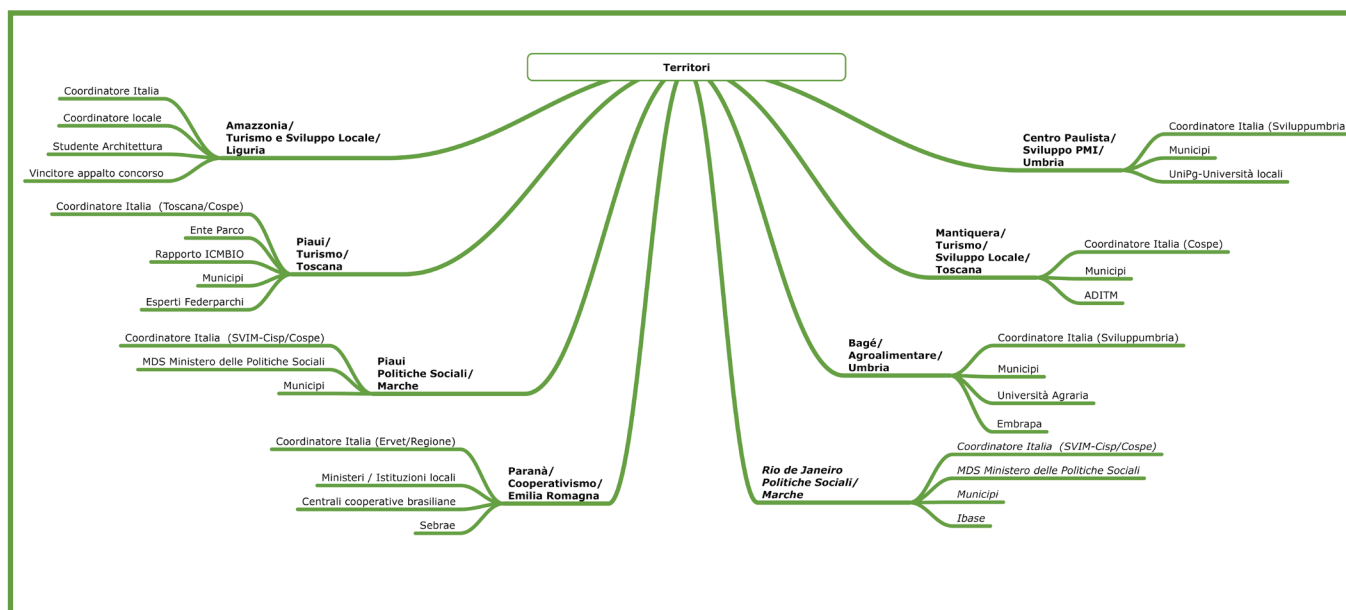 Territori
Coordinatore Italia
Coordinatore locale
Studente Architettura
Vincitore appalto concorso
Amazzonia/
Turismo e Sviluppo Locale/
Liguria
Coordinatore Italia  (Toscana/Cospe)
Ente Parco
Rapporto ICMBIO
Municipi
Esperti Federparchi
Piaui/
Turismo/
Toscana
Coordinatore Italia  (SVIM-Cisp/Cospe)
MDS Ministero delle Politiche Sociali
Municipi
Piaui
Politiche Sociali/
Marche
Coordinatore Italia (Ervet/Regione)
Ministeri / Istituzioni locali
Centrali cooperative brasiliane
Sebrae
Paranà/
Cooperativismo/
Emilia Romagna
Centro Paulista/
Sviluppo PMI/
Umbria
Coordinatore Italia (Sviluppumbria
Municipi
UniPg-Università locali
Mantiquera/
Turismo/
Sviluppo Locale/
Toscana
Coordinatore Italia (Cospe)
Municipi
ADITM
Bagé/
Agroalimentare/
Umbria
Coordinatore Italia (Sviluppumbria)
Municipi
Università Agraria
Embrapa
Rio de Janeiro
Politiche Sociali/
Marche
Coordinatore Italia  (SVIM-Cisp/Cospe)
MDS Ministero delle Politiche Sociali
Municipi
Ibase